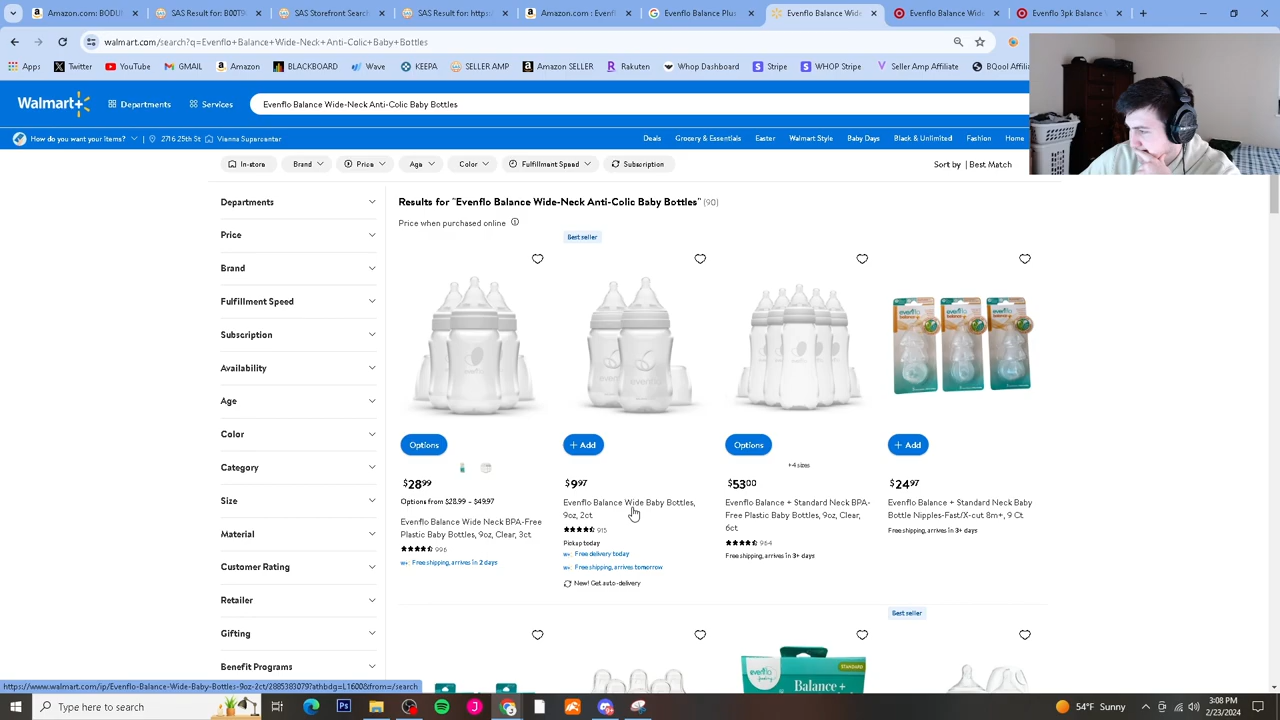 Amazon.com: BODU
SAS Result for: B00T9
SAS Storefront Search
SAS Result for: https:/
Amazon.com: Evenflo
Evenflo Balance Plus
Evenflo Balance Wide
Evenflo Balance Wide
Evenflo 3pk Balance
walmart.com/search?q=Evenflo+Balance+Wide-Neck+Anti-Colic+Baby+Bottles
Apps
Twitter
YouTube
GMAIL
Amazon
BLACKBOARD
Wave
KEEPA
SELLER AMP
Amazon SELLER
Rakuten
Whop Dashboard
Stripe
WHOP Stripe
Seller Amp Affiliate
BQool Affili
Walmart+
Departments
Services
Evenflo Balance Wide-Neck Anti-Colic Baby Bottles
How do you want your items?
2716 25th St
Vienna Supercenter
Deals
Grocery & Essentials
Easter
Walmart Style
Baby Days
Black & Unlimited
Fashion
Home
In-store
Brand
Price
Age
Color
Fulfillment Speed
Subscription
Sort by | Best Match
Departments
Price
Brand
Fulfillment Speed
Subscription
Availability
Age
Color
Category
Size
Material
Customer Rating
Retailer
Gifting
Benefit Programs
Results for "Evenflo Balance Wide-Neck Anti-Colic Baby Bottles" (90)
Price when purchased online
Options
$28 99
Options from $28.99 – $49.97
Evenflo Balance Wide Neck BPA-Free
Plastic Baby Bottles, 9oz, Clear, 3ct
996
W+ Free shipping, arrives in 2 days
Best seller
+ Add
$9 97
Evenflo Balance Wide Baby Bottles,
9oz, 2ct
915
Pickup today
W+ Free delivery today
W+ Free shipping, arrives tomorrow
New! Get auto-delivery
Options
+4 sizes
$53 00
Evenflo Balance + Standard Neck BPA-
Free Plastic Baby Bottles, 9oz, Clear,
6ct
964
Free shipping, arrives in 3+ days
evenflo
balance
+ Add
$24 97
Evenflo Balance + Standard Neck Baby
Bottle Nipples-Fast/X-cut 8m+, 9 Ct
Free shipping, arrives in 3+ days
Best seller
evenflo
STANDARD
Balance +
Type here to search
54°F Sunny
3:08 PM
2/23/2024